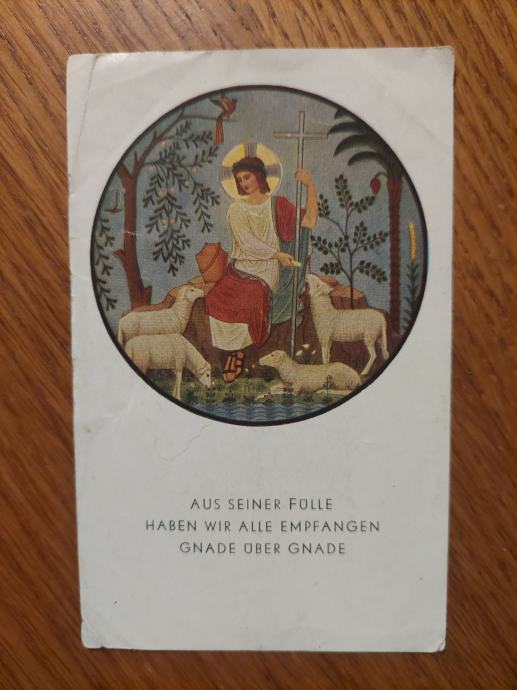 AUS SEINER FÜLLE
HABEN WIR ALLE EMPFANGEN
GNADE ÜBER GNADE